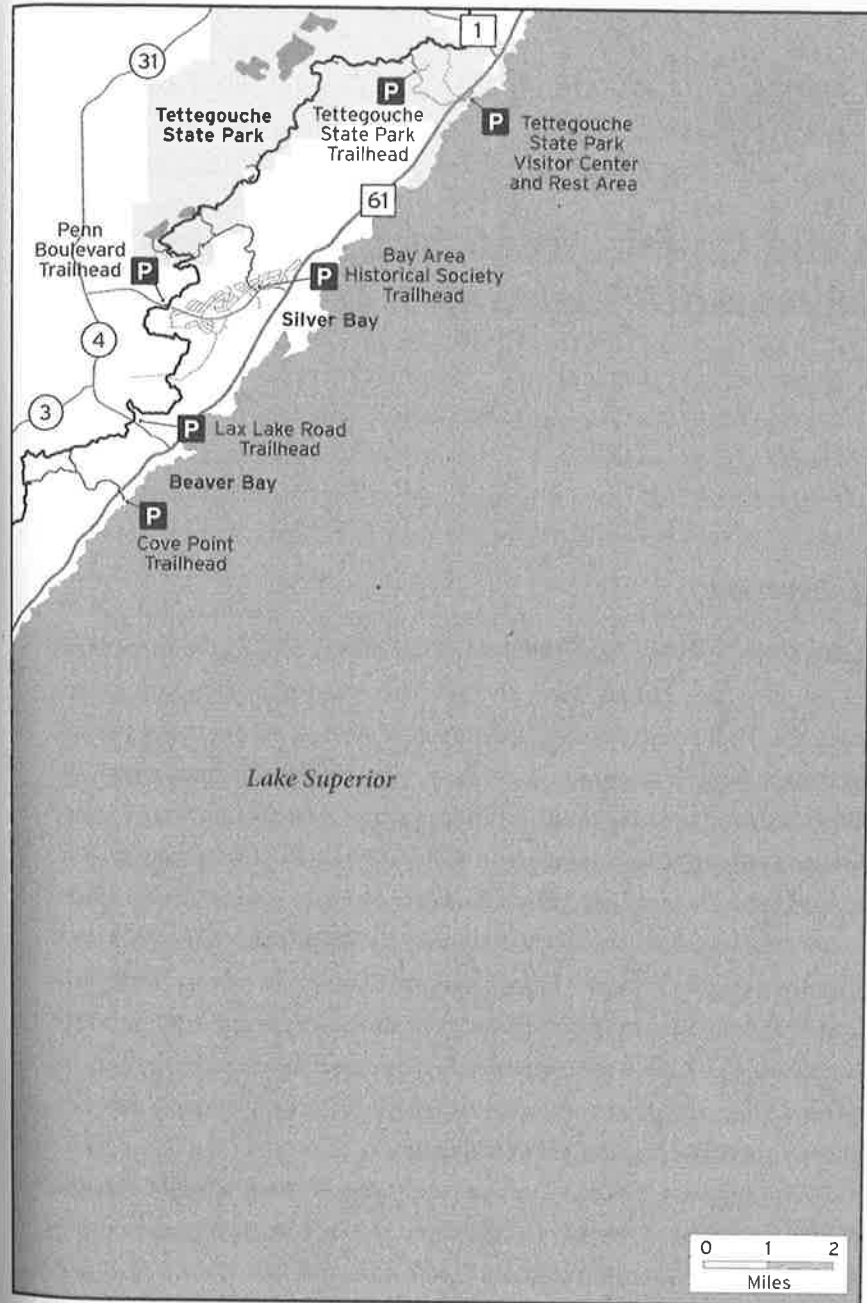 1
31
P
P
Tettegouche
State Park
Tettegouche
State Park
Trailhead
Tettegouche
State Park
Visitor Center
and Rest Area
61
Penn
Boulevard
Trailhead
P
Bay Area
Historical Society
Trailhead
P
Silver Bay
4
3
P
Lax Lake Road
Trailhead
Beaver Bay
P
Cove Point
Trailhead
Lake Superior
0 1 2
Miles